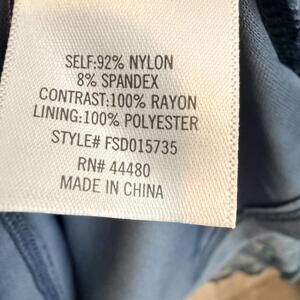 SELF:92% NYLON
8% SPANDEX
CONTRAST:100% RAYON
LINING:100% POLYESTER
STYLE# FSD015735
RN# 44480
MADE IN CHINA